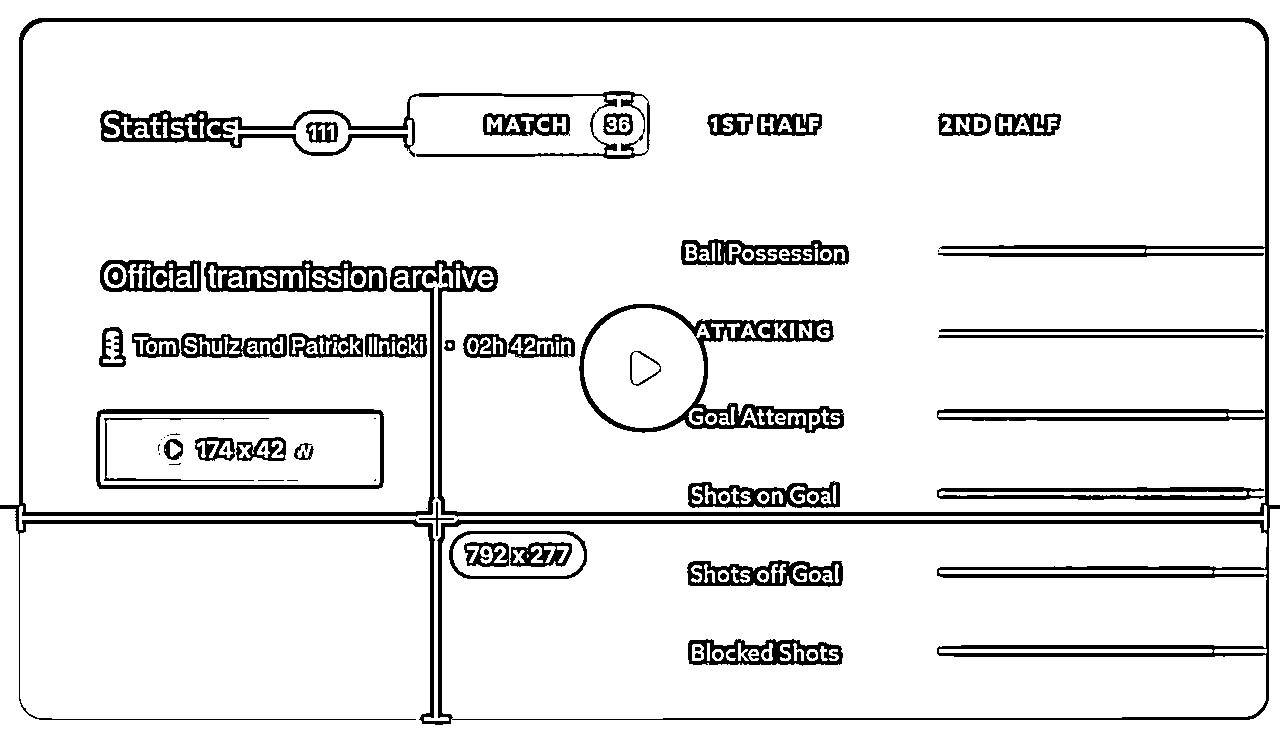 Statistics 111 MATCH 36 1ST HALF 2ND HALF
Ball Possession
Official transmission archive
ATTACKING
Tom Shulz and Patrick Ilnicki • 02h 42min
Goal Attempts
174 x 42
Shots on Goal
792 x 277
Shots off Goal
Blocked Shots